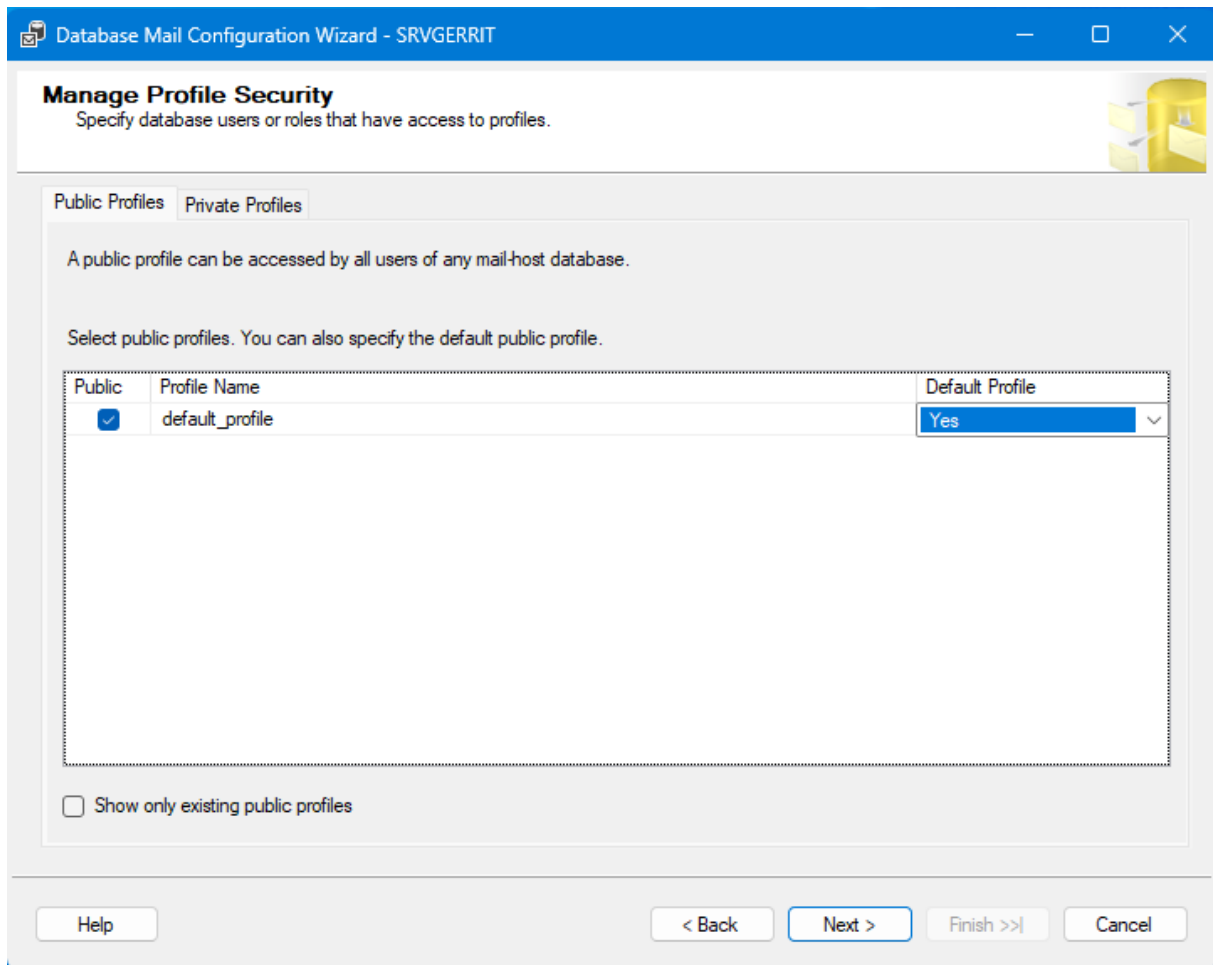 Database Mail Configuration Wizard - SRVGERRIT
Manage Profile Security
Specify database users or roles that have access to profiles.
Public Profiles Private Profiles
A public profile can be accessed by all users of any mail-host database.
Select public profiles. You can also specify the default public profile.
Public Profile Name Default Profile
default_profile Yes
Show only existing public profiles
Help < Back Next > Finish >>| Cancel